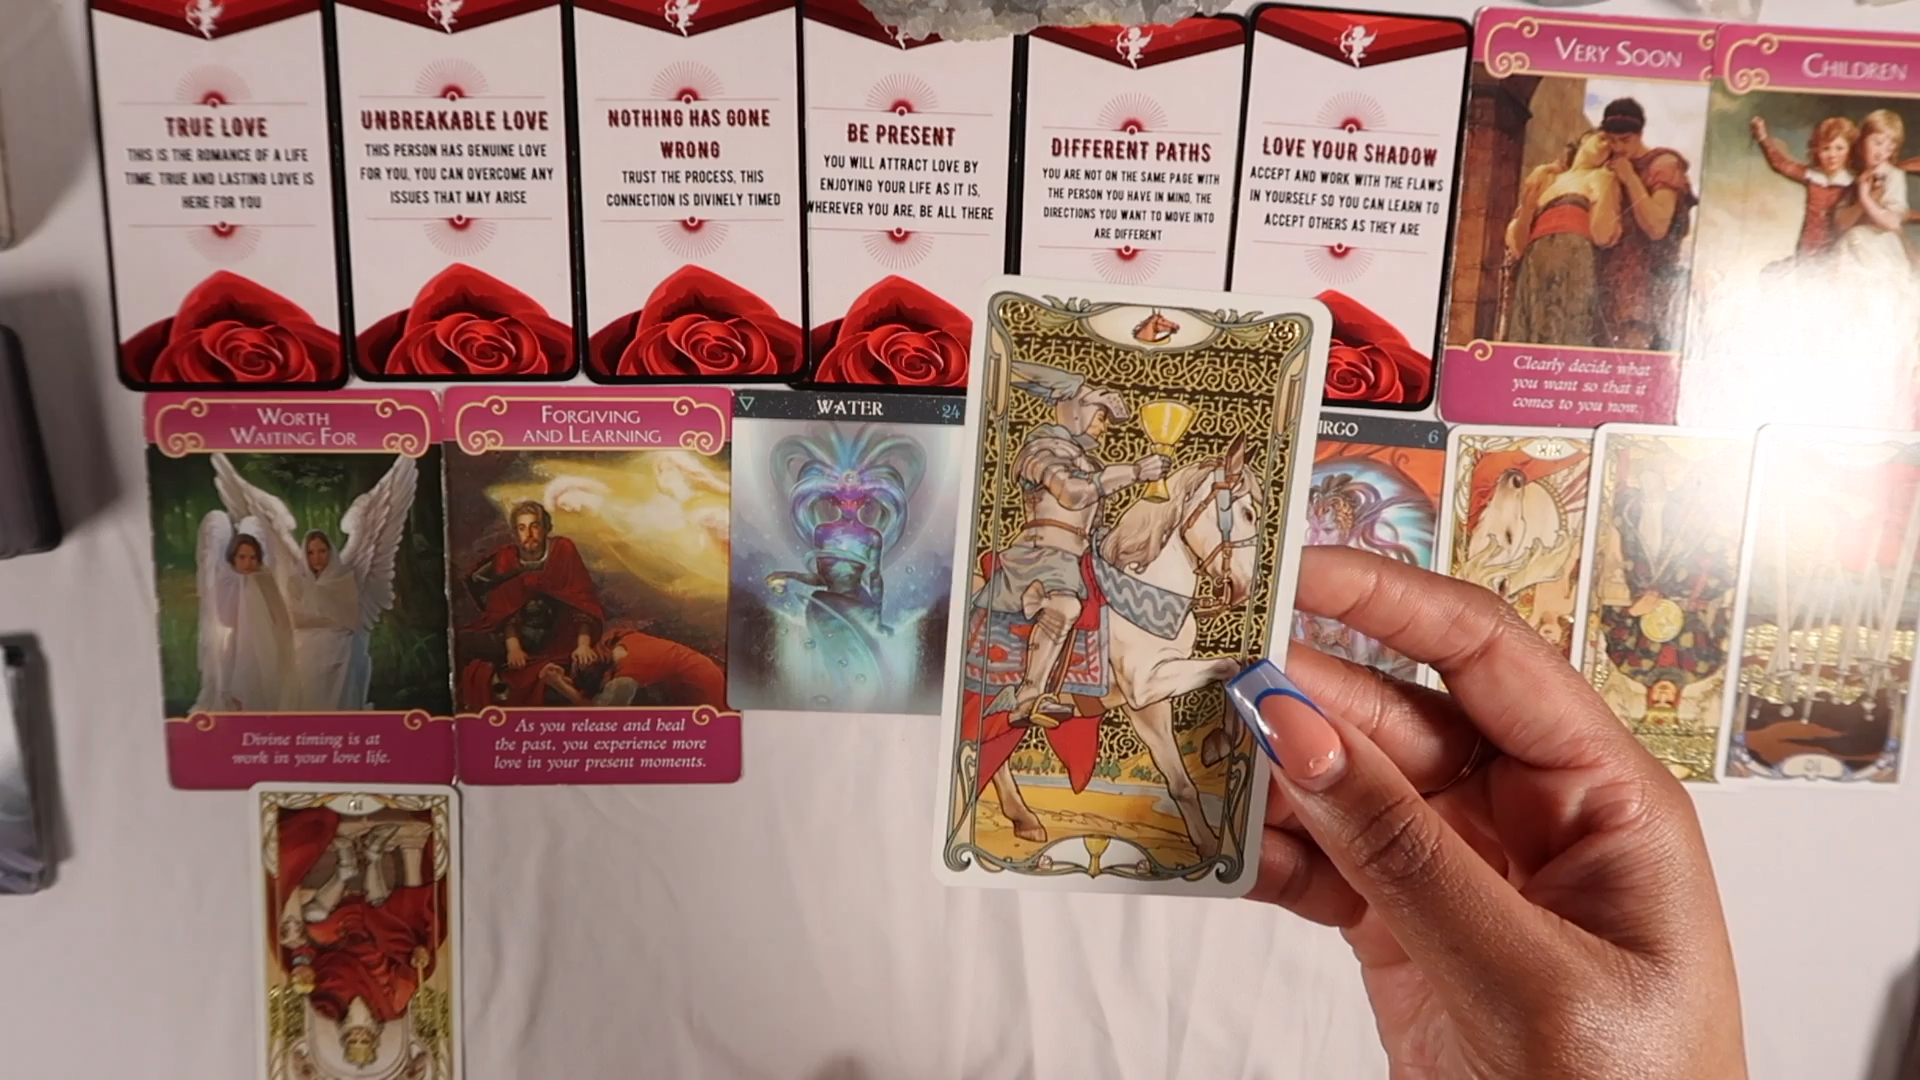 TRUE LOVE
THIS IS THE ROMANCE OF A LIFE
TIME, TRUE AND LASTING LOVE IS
HERE FOR YOU
UNBREAKABLE LOVE
THIS PERSON HAS GENUINE LOVE
FOR YOU, YOU CAN OVERCOME ANY
ISSUES THAT MAY ARISE
NOTHING HAS GONE
WRONG
TRUST THE PROCESS, THIS
CONNECTION IS DIVINELY TIMED
BE PRESENT
YOU WILL ATTRACT LOVE BY
ENJOYING YOUR LIFE AS IT IS,
WHEREVER YOU ARE, BE ALL THERE
DIFFERENT PATHS
YOU ARE NOT ON THE SAME PAGE WITH
THE PERSON YOU HAVE IN MIND, THE
DIRECTIONS YOU WANT TO MOVE INTO
ARE DIFFERENT
LOVE YOUR SHADOW
ACCEPT AND WORK WITH THE FLAWS
IN YOURSELF SO YOU CAN LEARN TO
ACCEPT OTHERS AS THEY ARE
VERY SOON
Clearly decide what
you want so that it
comes to you now.
CHILDREN
WORTH
WAITING FOR
Divine timing is at
work in your love life.
FORGIVING
AND LEARNING
As you release and heal
the past, you experience more
love in your present moments.
WATER 24
IRGO 6
XIX